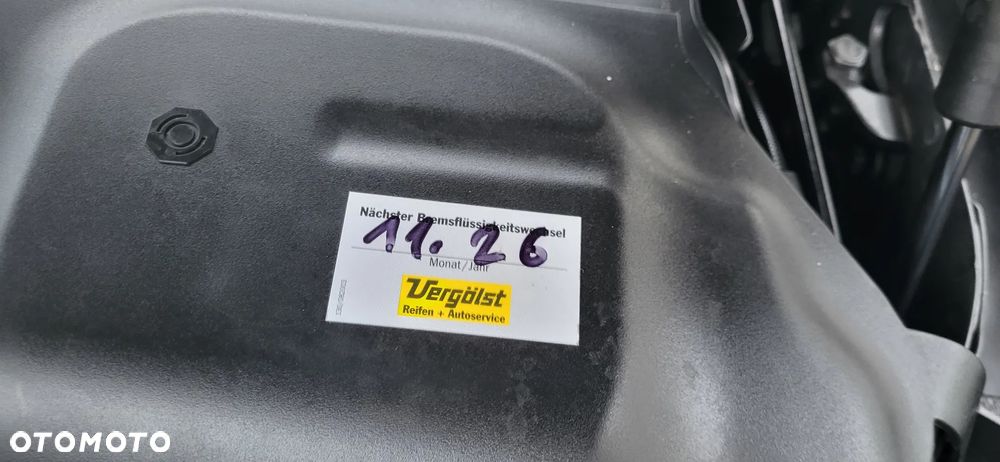 Nächster Bremsflüssigkeitswechsel
11. 26
Monat/Jahr
Vergölst
Reifen + Autoservice
OTOMOTO